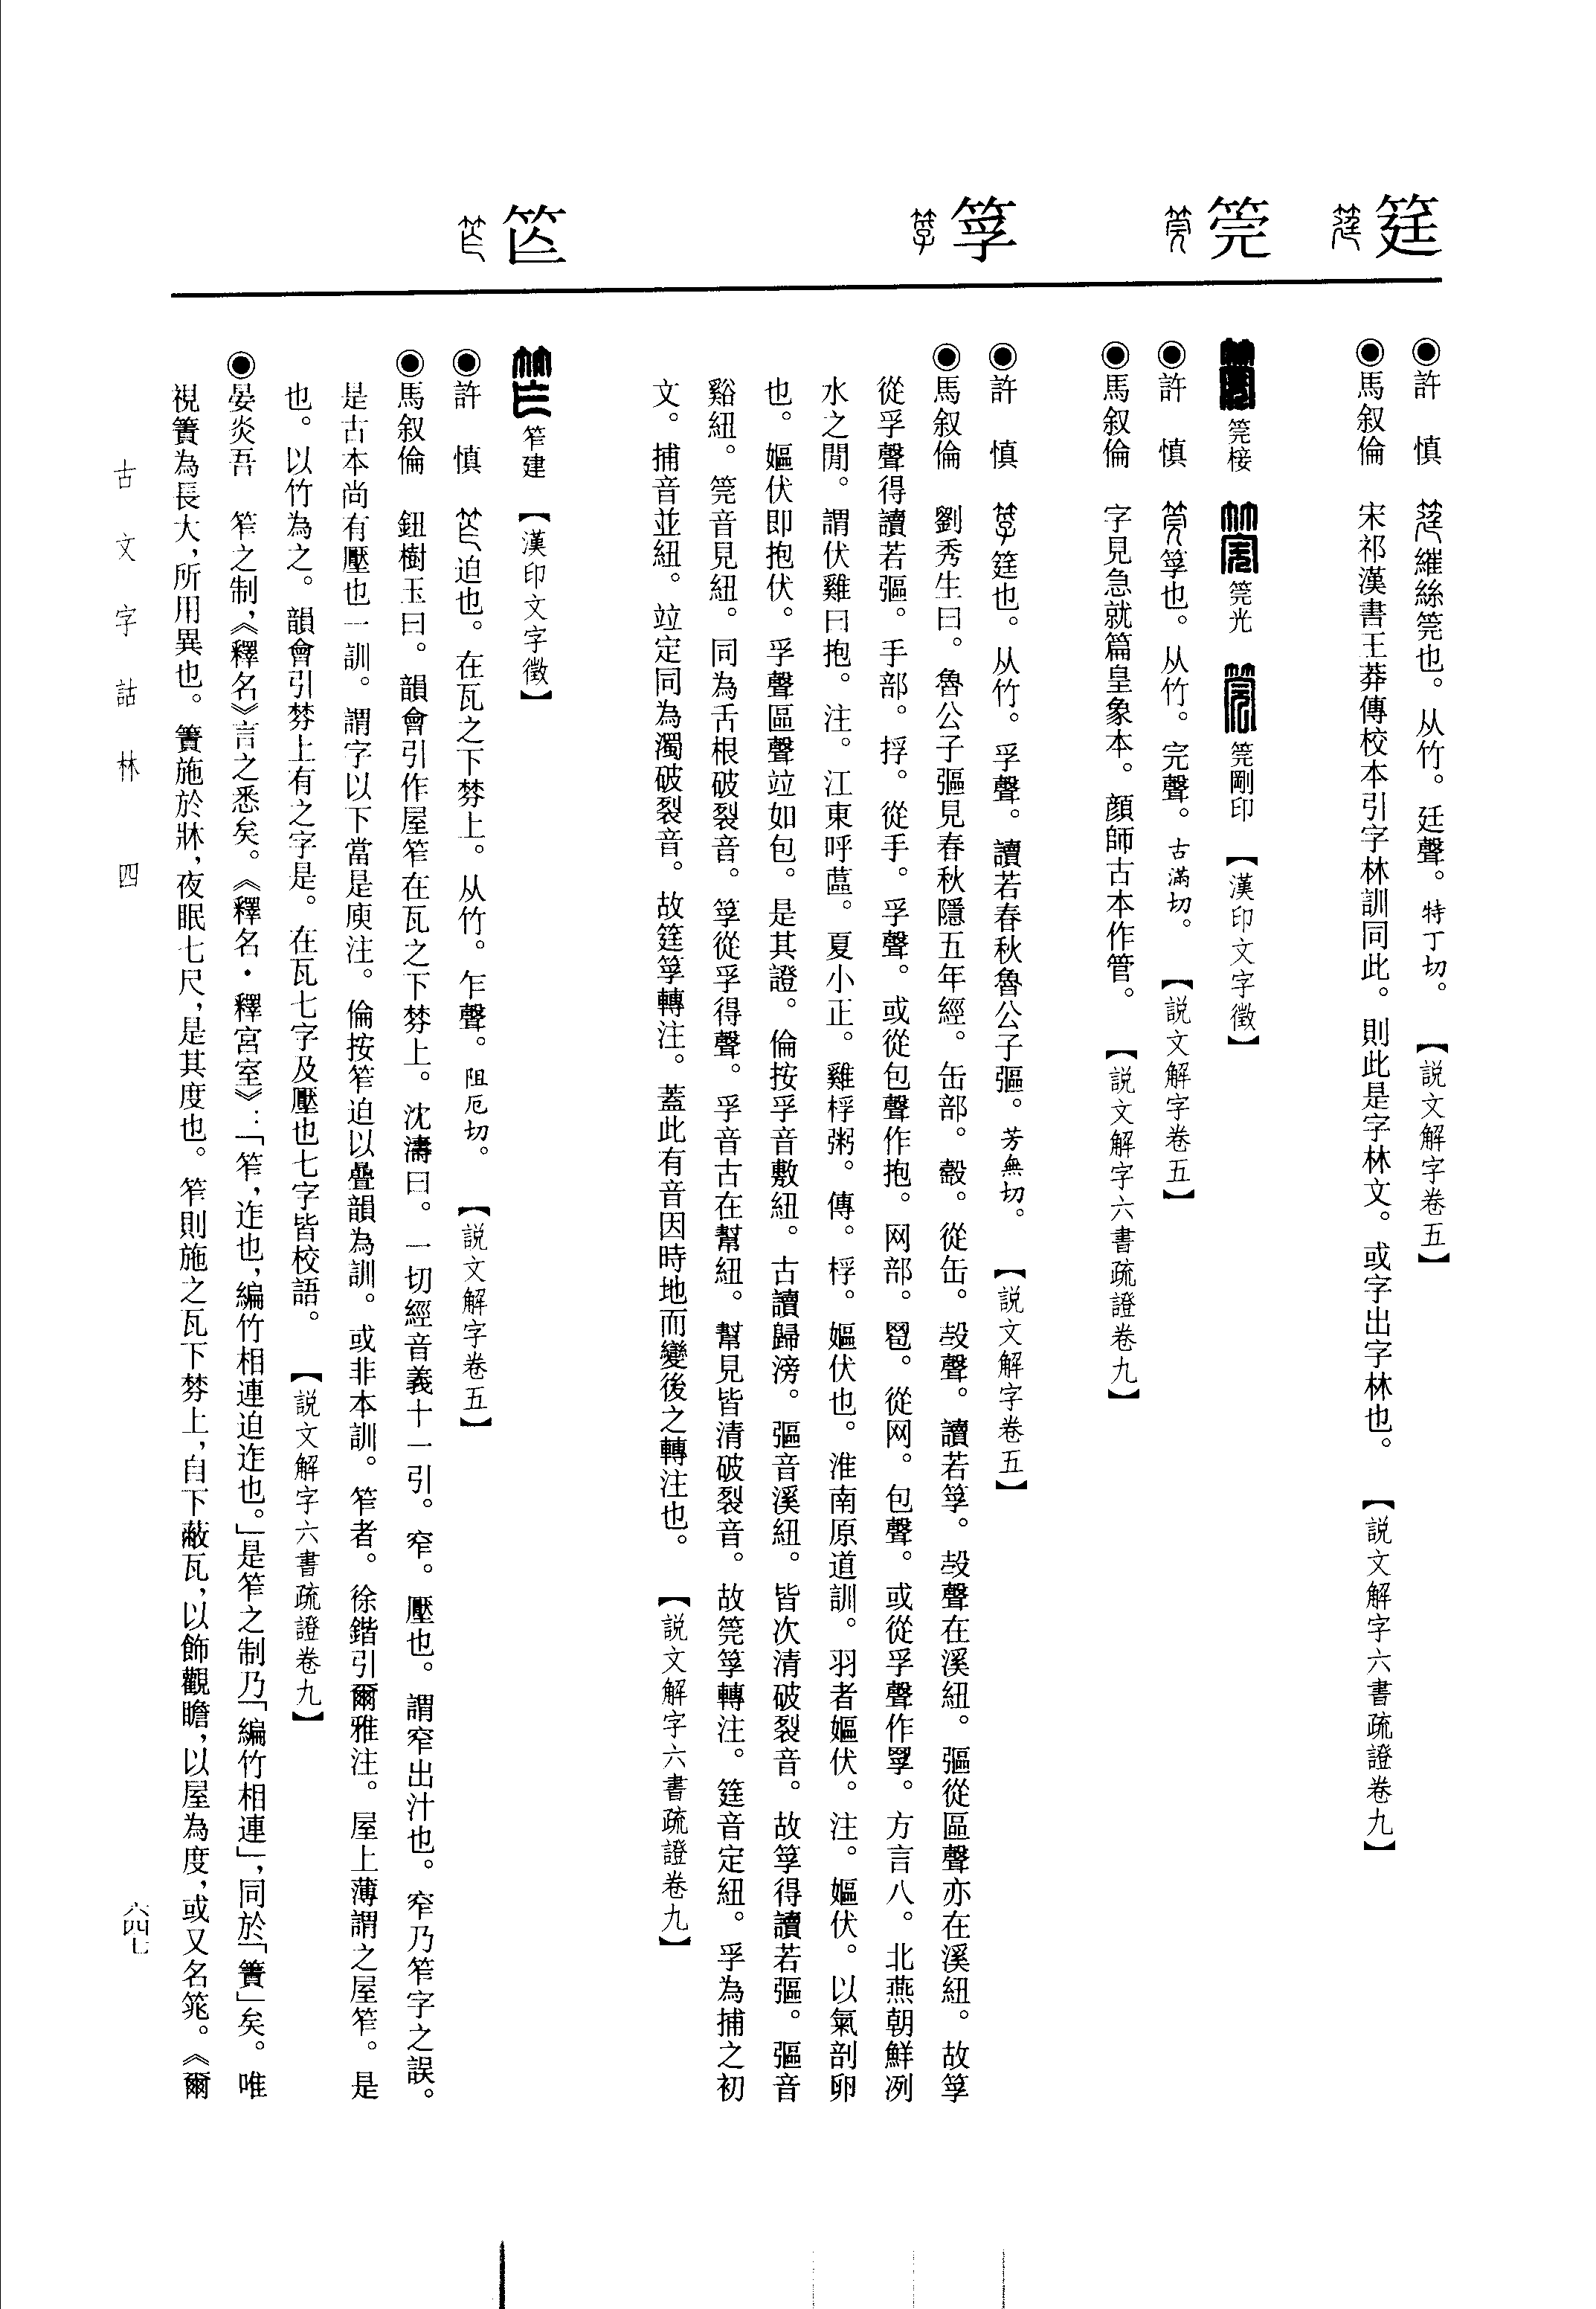 筳
莛
筦
筟
笮
◉許　慎　繀絲筦也。从竹。廷聲。特丁切。【説文解字卷五】
◉馬叙倫　宋祁漢書王莽傳校本引字林訓同此。則此是字林文。或字出字林也。【説文解字六書疏證卷九】
筦椄　筦光　筦剛印【漢印文字徵】
◉許　慎　筟也。从竹。完聲。古滿切。【説文解字卷五】
◉馬叙倫　字見急就篇皇象本。顔師古本作管。【説文解字六書疏證卷九】
◉許　慎　筳也。从竹。孚聲。讀若春秋魯公子彄。芳無切。【説文解字卷五】
◉馬叙倫　劉秀生曰。魯公子彄見春秋隱五年經。缶部。㲉。從缶。㱿聲。讀若筟。㱿聲在溪紐。彄從區聲亦在溪紐。故筟
從孚聲得讀若彄。手部。捊。從手。孚聲。或從包聲作抱。网部。罶。從网。包聲。或從孚聲作罦。方言八。北燕朝鮮洌
水之閒。謂伏雞曰抱。注。江東呼蓲。夏小正。雞桴粥。傳。桴。嫗伏也。淮南原道訓。羽者嫗伏。注。嫗伏。以氣剖卵
也。嫗伏即抱伏。孚聲區聲竝如包。是其證。倫按孚音敷紐。古讀歸滂。彄音溪紐。皆次清破裂音。故筟得讀若彄。彄音
谿紐。筦音見紐。同為舌根破裂音。筟從孚得聲。孚音古在幫紐。幫見皆清破裂音。故筦筟轉注。筳音定紐。孚為捕之初
文。捕音並紐。竝定同為濁破裂音。故筳筟轉注。蓋此有音因時地而變後之轉注也。【説文解字六書疏證卷九】
笮建【漢印文字徵】
◉許　慎　迫也。在瓦之下棼上。从竹。乍聲。阻厄切。【説文解字卷五】
◉馬叙倫　鈕樹玉曰。韻會引作屋笮在瓦之下棼上。沈濤曰。一切經音義十一引。窄。壓也。謂窄出汁也。窄乃笮字之誤。
是古本尚有壓也一訓。謂字以下當是庾注。倫按笮迫以疊韻為訓。或非本訓。笮者。徐鍇引爾雅注。屋上薄謂之屋笮。是
也。以竹為之。韻會引棼上有之字是。在瓦七字及壓也七字皆校語。【説文解字六書疏證卷九】
◉晏炎吾　笮之制，《釋名》言之悉矣。《釋名·釋宮室》：「笮，迮也，編竹相連迫迮也。」是笮之制乃「編竹相連」，同於「簀」矣。唯
視簀為長大，所用異也。簀施於牀，夜眠七尺，是其度也。笮則施之瓦下棼上，自下蔽瓦，以飾觀瞻，以屋為度，或又名筄。《爾
古文字詁林　四
六四七